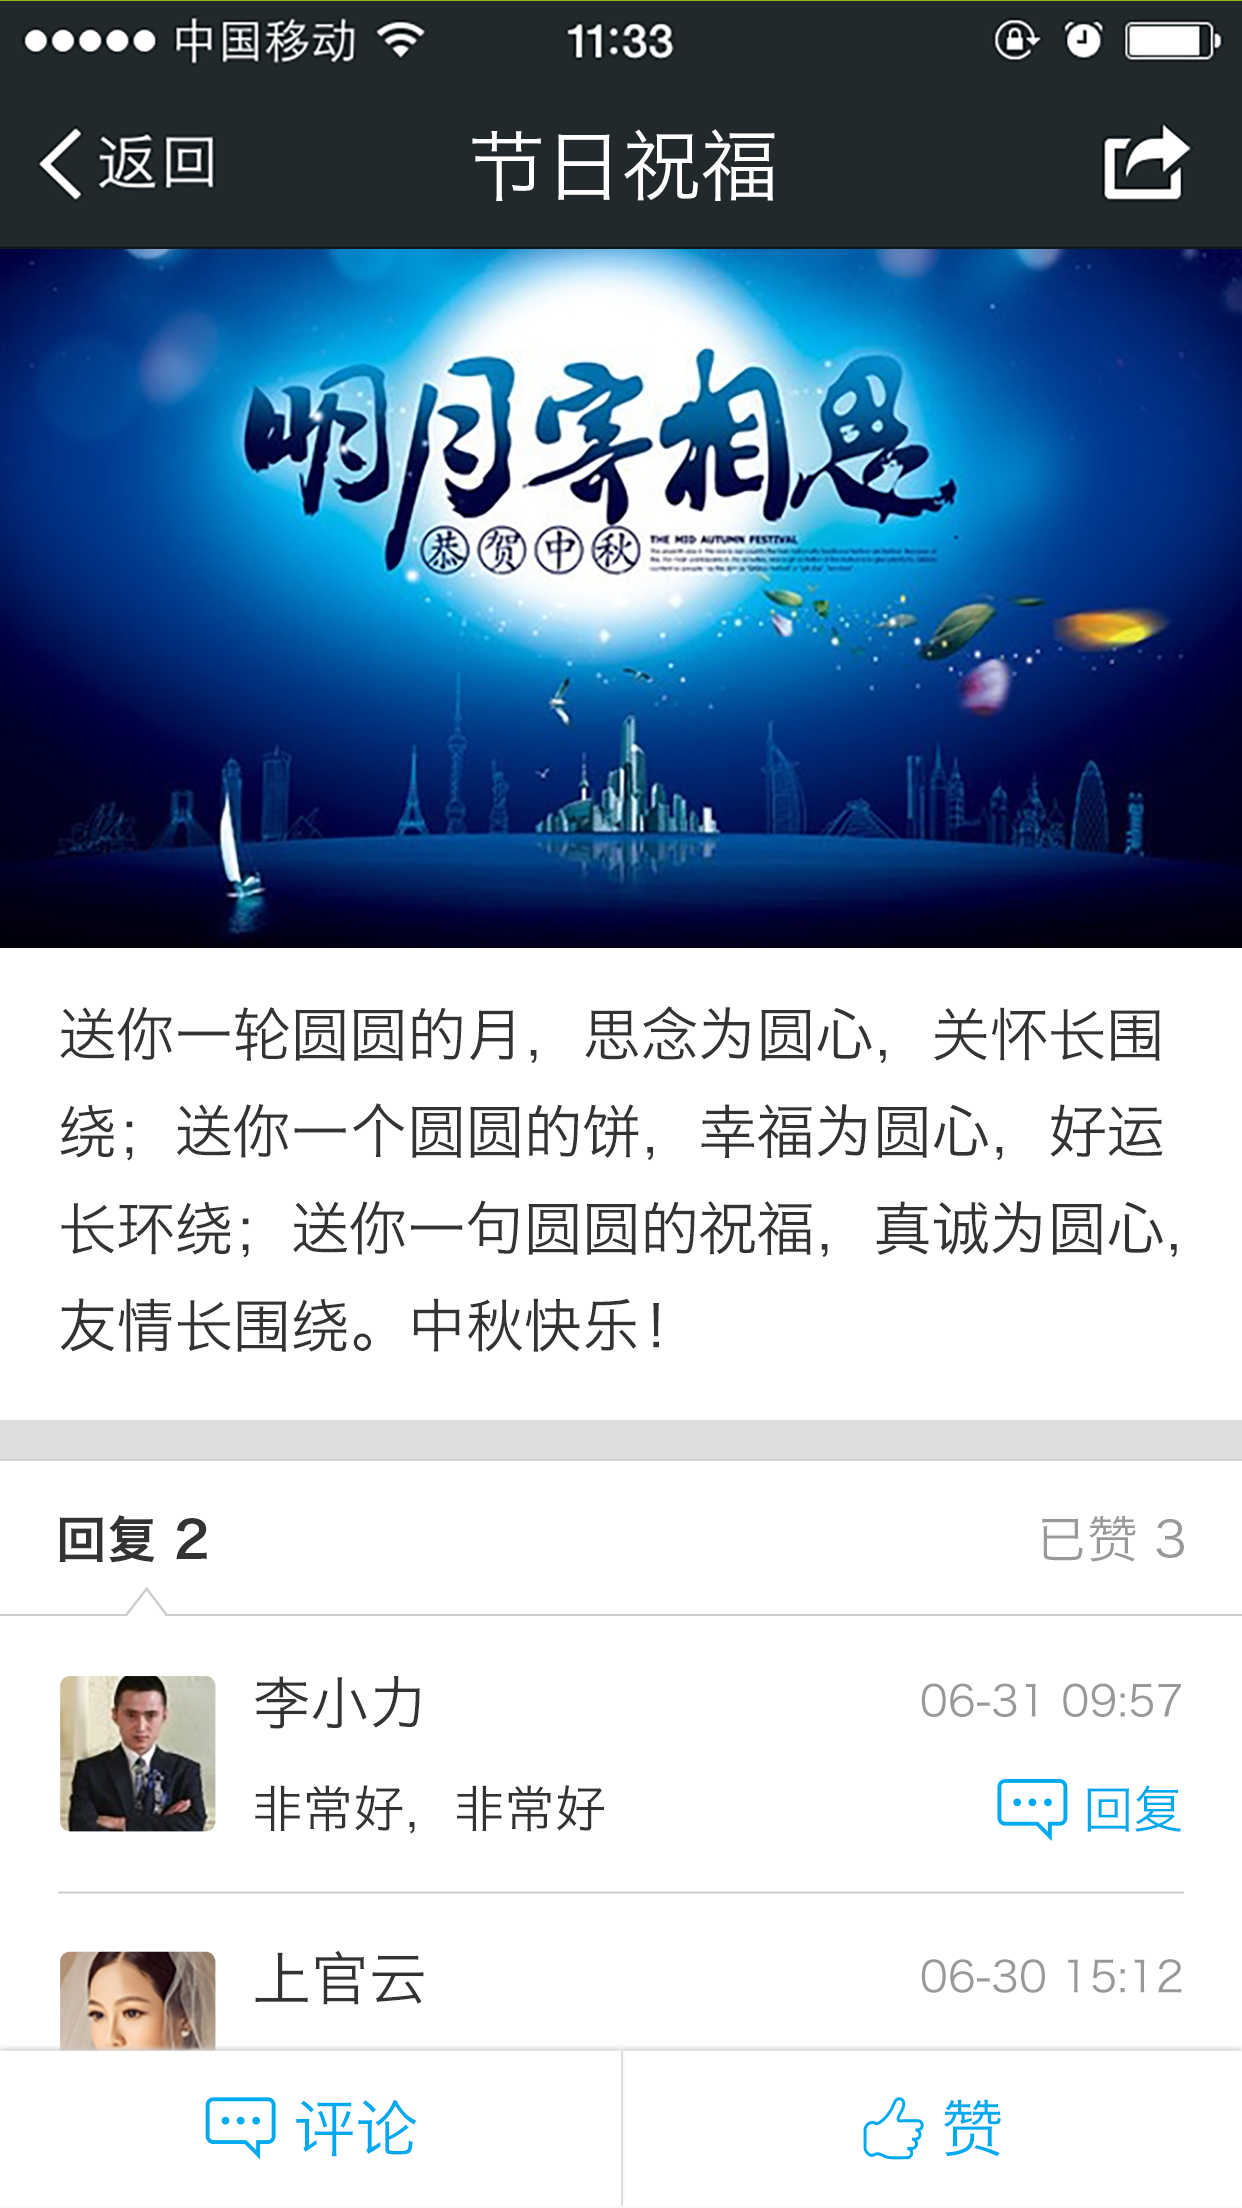 中国移动
11:33
返回
节日祝福
明月寄相思
恭贺中秋
THE MID AUTUMN FESTIVAL
送你一轮圆圆的月，思念为圆心，关怀长围
绕；送你一个圆圆的饼，幸福为圆心，好运
长环绕；送你一句圆圆的祝福，真诚为圆心，
友情长围绕。中秋快乐！
回复 2
已赞 3
李小力
06-31 09:57
非常好，非常好
回复
上官云
06-30 15:12
评论
赞